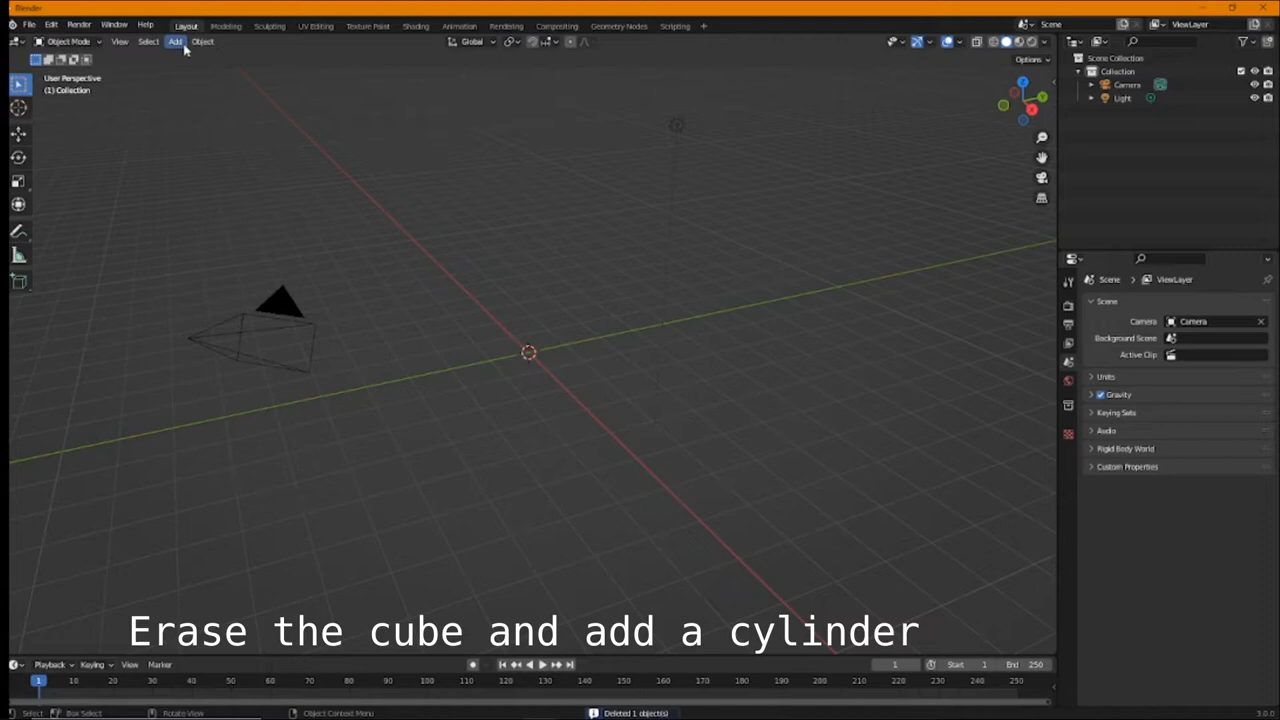 Blender
File Edit Render Window Help Layout Modeling Sculpting UV Editing Texture Paint Shading Animation Rendering Compositing Geometry Nodes Scripting + Scene ViewLayer
Object Mode View Select Add Object Global
Options
User Perspective
(1) Collection
Scene Collection
Collection
Camera
Light
Scene > ViewLayer
Scene
Camera Camera
Background Scene
Active Clip
Units
Gravity
Keying Sets
Audio
Rigid Body World
Custom Properties
Erase the cube and add a cylinder
Playback Keying View Marker 1 Start 1 End 250
1 10 20 30 40 50 60 70 80 90 100 110 120 130 140 150 160 170 180 190 200 210 220 230 240 250
Select Box Select Rotate View Object Context Menu Deleted 1 object(s) 3.0.0